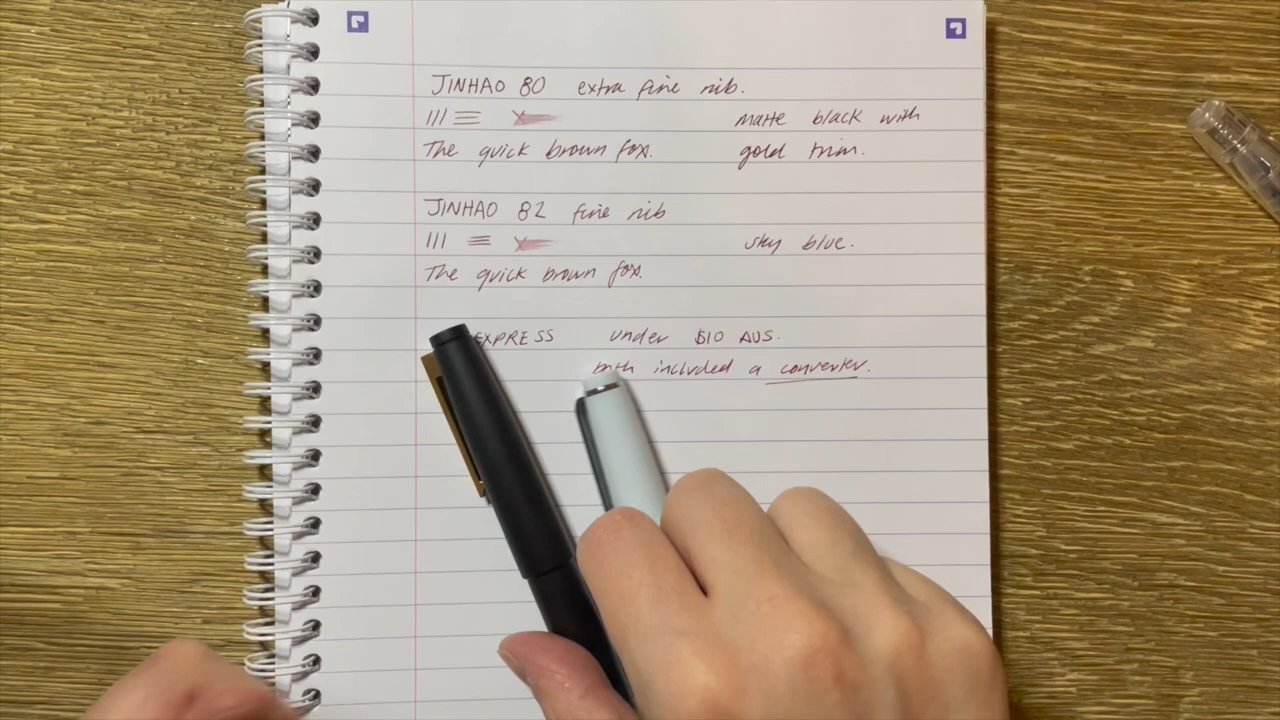 JINHAO 80 extra fine nib.
matte black with
The quick brown fox.
gold trim.
JINHAO 82 fine nib
sky blue.
The quick brown fox.
EXPRESS under $10 AUS.
both included a converter.